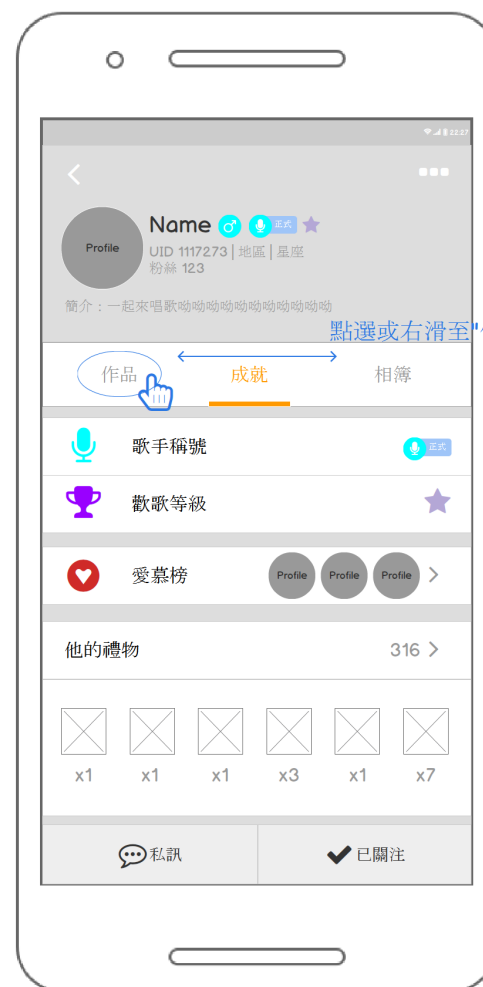 22:27
Name 正式
Profile
UID 1117273 | 地區 | 星座
粉絲 123
簡介：一起來唱歌呦呦呦呦呦呦呦呦呦呦呦
點選或右滑至"
作品 成就 相簿
歌手稱號 正式
歡歌等級
愛慕榜 Profile Profile Profile
他的禮物 316
x1 x1 x1 x3 x1 x7
私訊 已關注